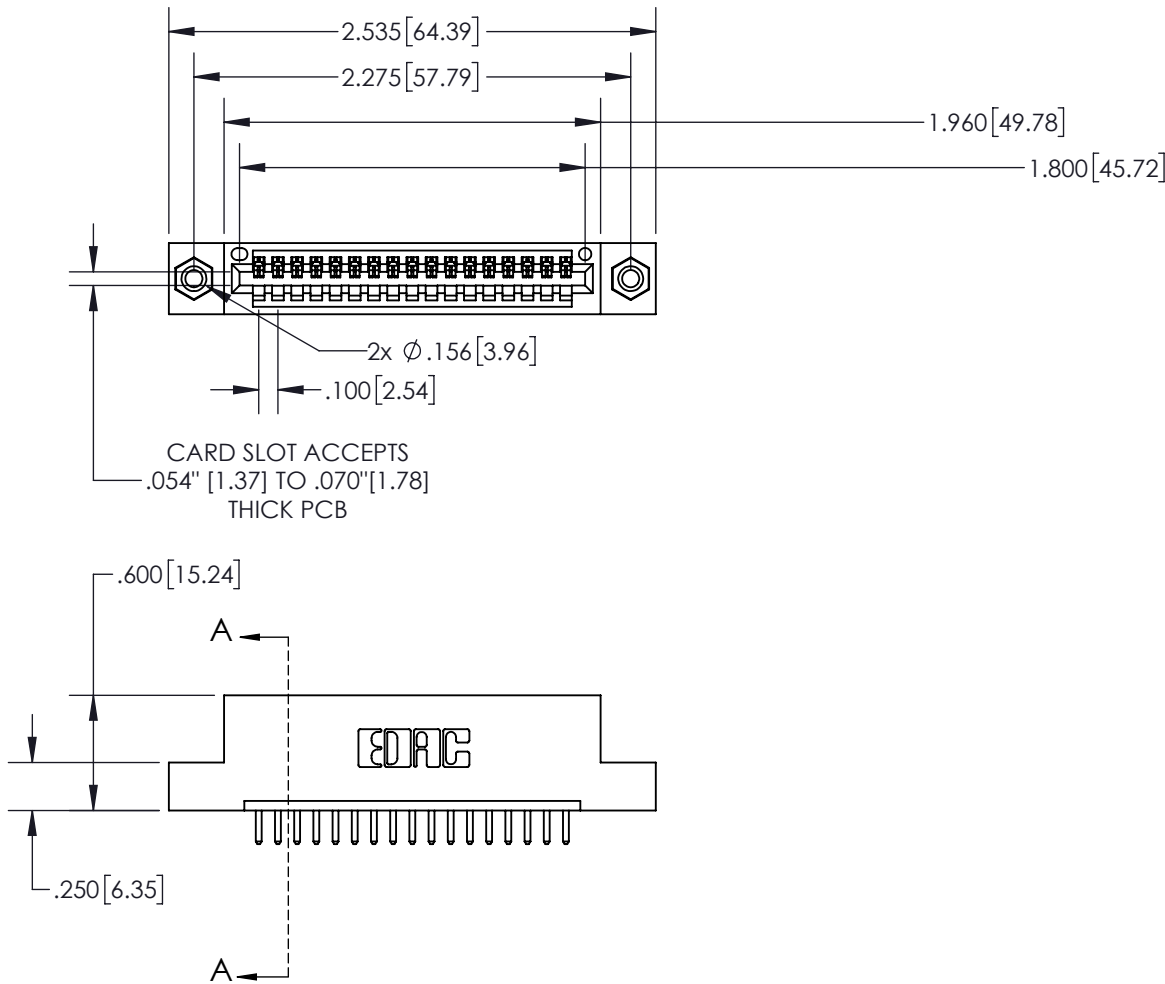 2.535[64.39]
2.275[57.79]
1.960[49.78]
1.800[45.72]
2x ∅.156[3.96]
.100[2.54]
CARD SLOT ACCEPTS
.054" [1.37] TO .070"[1.78]
THICK PCB
.600[15.24]
A
EDAC
.250[6.35]
A